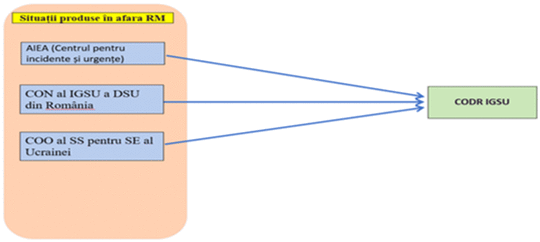 Situații produse în afara RM
AIEA (Centrul pentru
incidente și urgențe)
CON al IGSU a DSU
din România
COO al SS pentru SE al
Ucrainei
CODR IGSU